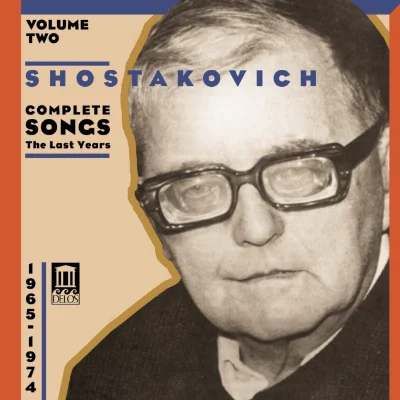 VOLUME
TWO
SHOSTAKOVICH
COMPLETE
SONGS
The Last Years
1965-1974
DELOS